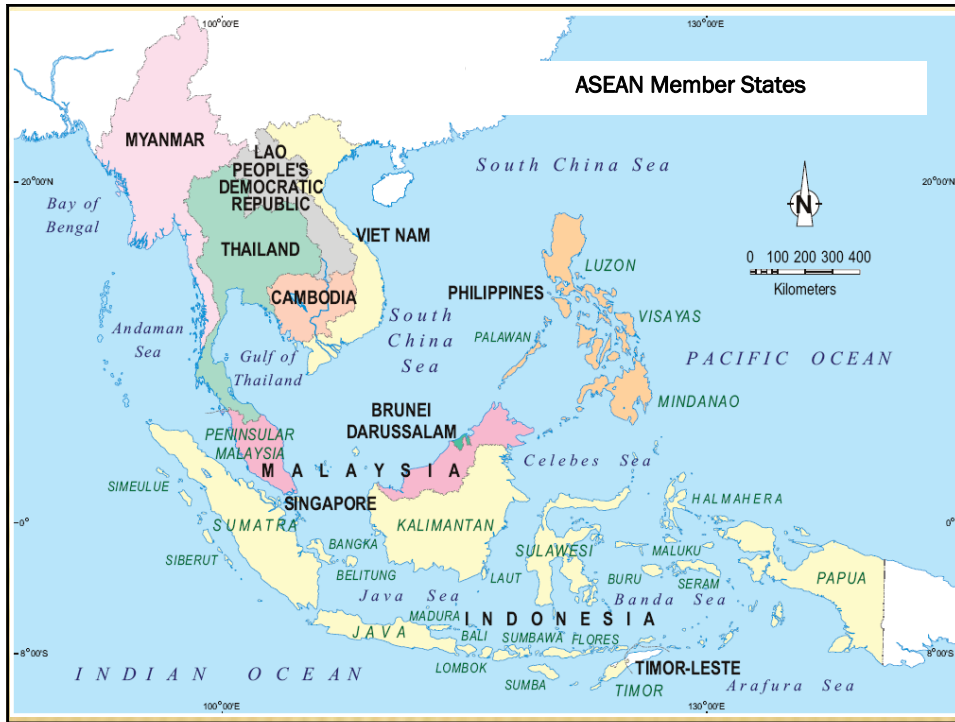 100°00'E
130°00'E
ASEAN Member States
MYANMAR
LAO
PEOPLE'S
DEMOCRATIC
REPUBLIC
South China Sea
20°00'N
20°00'N
Bay of
Bengal
N
THAILAND
VIET NAM
0 100 200 300 400
Kilometers
LUZON
CAMBODIA
PHILIPPINES
VISAYAS
Andaman
Sea
South
China
Sea
PALAWAN
Gulf of
Thailand
PACIFIC OCEAN
MINDANAO
BRUNEI
DARUSSALAM
PENINSULAR
MALAYSIA
MALAYSIA
Celebes Sea
SIMEULUE
SINGAPORE
HALMAHERA
0°
SUMATRA
KALIMANTAN
0°
BANGKA
SULAWESI
MALUKU
SIBERUT
BELITUNG
LAUT
BURU
SERAM
PAPUA
Java Sea
Banda Sea
MADURA
INDONESIA
JAVA
BALI
SUMBAWA
FLORES
8°00'S
8°00'S
LOMBOK
TIMOR-LESTE
INDIAN OCEAN
SUMBA
TIMOR
Arafura Sea
100°00'E
130°00'E